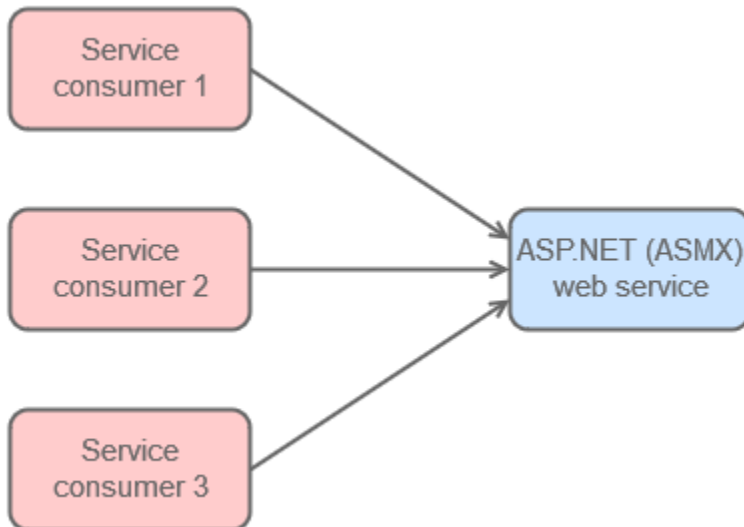 Service
consumer 1
Service
consumer 2
ASP.NET (ASMX)
web service
Service
consumer 3